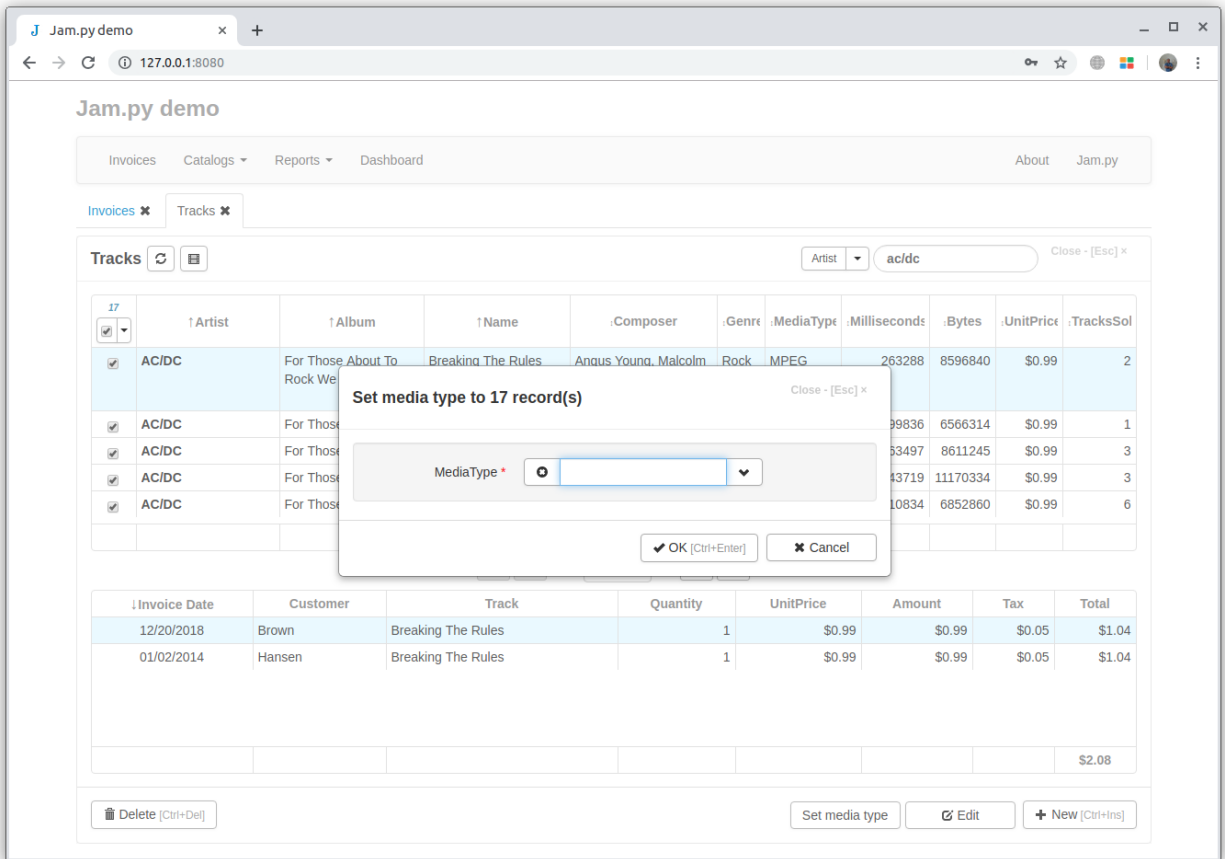 Jam.py demo
127.0.0.1:8080
Jam.py demo
Invoices Catalogs Reports Dashboard About Jam.py
Invoices Tracks
Tracks Artist ac/dc Close - [Esc] ×
17
↑Artist ↑Album ↑Name Composer Genre MediaType Milliseconds Bytes UnitPrice TracksSol
AC/DC For Those About To Breaking The Rules Angus Young, Malcolm Rock MPEG 263288 8596840 $0.99 2
Rock We
Set media type to 17 record(s) Close - [Esc] ×
AC/DC For Those 99836 6566314 $0.99 1
AC/DC For Those 63497 8611245 $0.99 3
MediaType *
AC/DC For Those 43719 11170334 $0.99 3
AC/DC For Those 10834 6852860 $0.99 6
OK [Ctrl+Enter] Cancel
↓Invoice Date Customer Track Quantity UnitPrice Amount Tax Total
12/20/2018 Brown Breaking The Rules 1 $0.99 $0.99 $0.05 $1.04
01/02/2014 Hansen Breaking The Rules 1 $0.99 $0.99 $0.05 $1.04
$2.08
Delete [Ctrl+Del] Set media type Edit New [Ctrl+Ins]